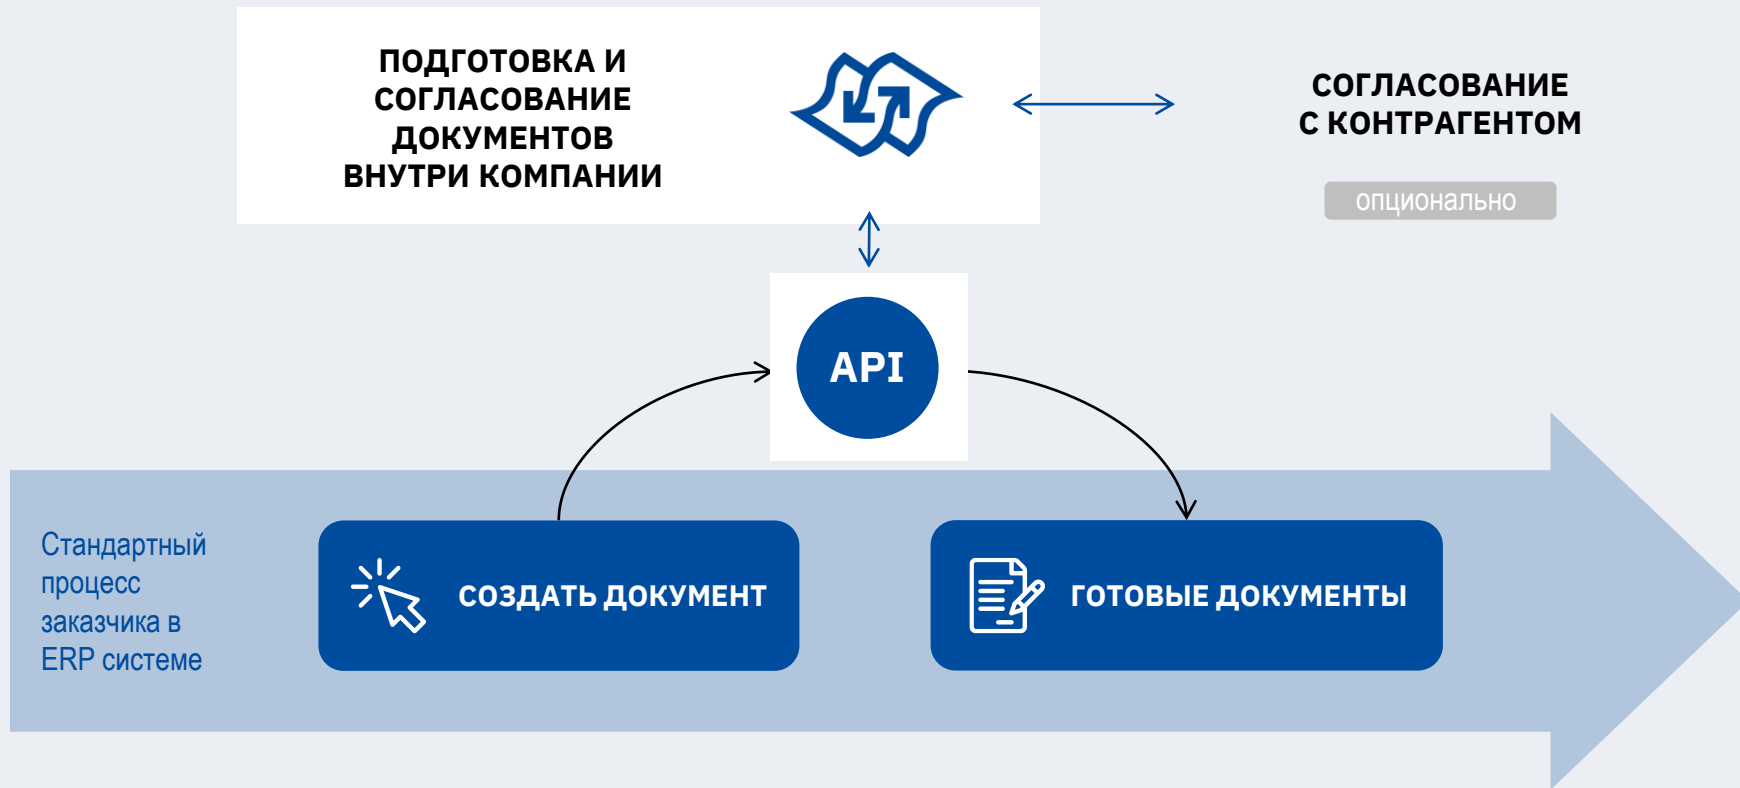 ПОДГОТОВКА И
СОГЛАСОВАНИЕ
ДОКУМЕНТОВ
ВНУТРИ КОМПАНИИ
СОГЛАСОВАНИЕ
С КОНТРАГЕНТОМ
опционально
API
Стандартный
процесс
заказчика в
ERP системе
СОЗДАТЬ ДОКУМЕНТ
ГОТОВЫЕ ДОКУМЕНТЫ